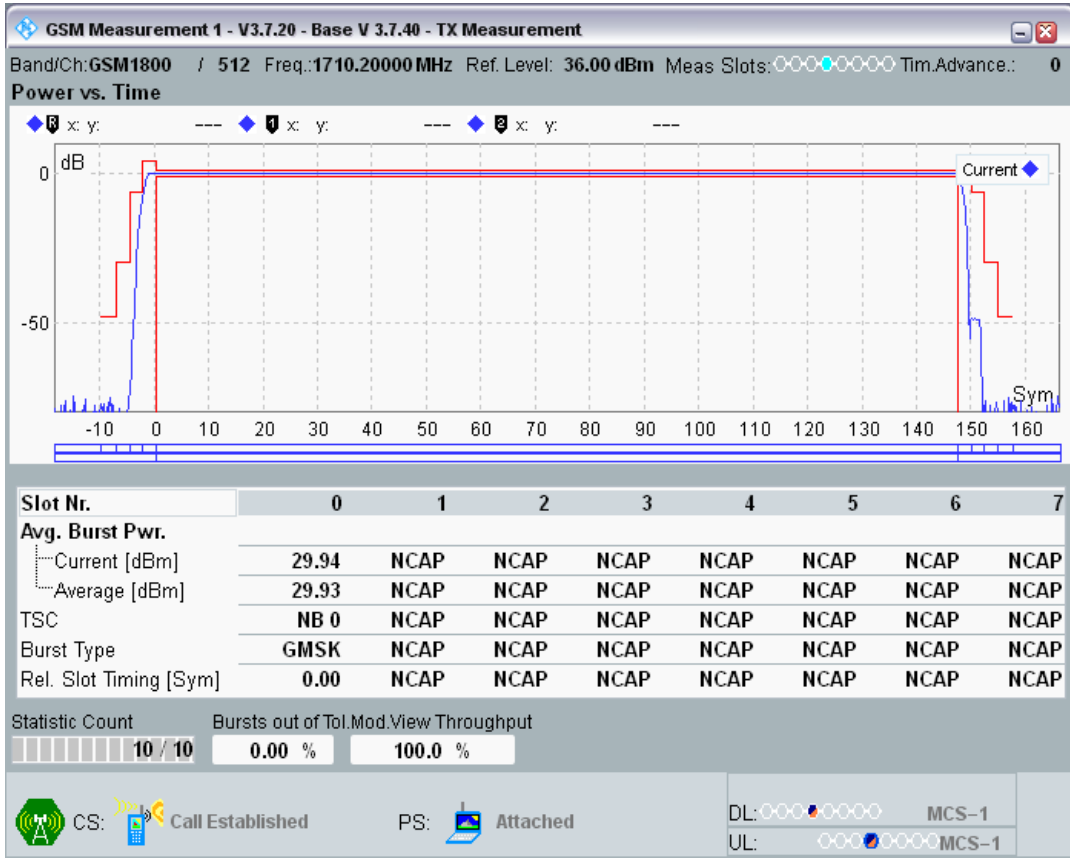 GSM Measurement 1 - V3.7.20 - Base V 3.7.40 - TX Measurement
Band/Ch:GSM1800 / 512 Freq.:1710.20000 MHz Ref. Level: 36.00 dBm Meas Slots: Tim.Advance.: 0
Power vs. Time
R x: y: --- 1 x: y: --- 2 x: y: ---
dB
0
Current
-50
Sym
-10 0 10 20 30 40 50 60 70 80 90 100 110 120 130 140 150 160
Slot Nr. 0 1 2 3 4 5 6 7
Avg. Burst Pwr.
Current [dBm] 29.94 NCAP NCAP NCAP NCAP NCAP NCAP NCAP
Average [dBm] 29.93 NCAP NCAP NCAP NCAP NCAP NCAP NCAP
TSC NB 0 NCAP NCAP NCAP NCAP NCAP NCAP NCAP
Burst Type GMSK NCAP NCAP NCAP NCAP NCAP NCAP NCAP
Rel. Slot Timing [Sym] 0.00 NCAP NCAP NCAP NCAP NCAP NCAP NCAP
Statistic Count Bursts out of Tol.Mod.View Throughput
10 / 10 0.00 % 100.0 %
CS: Call Established PS: Attached
DL: MCS-1
UL: MCS-1